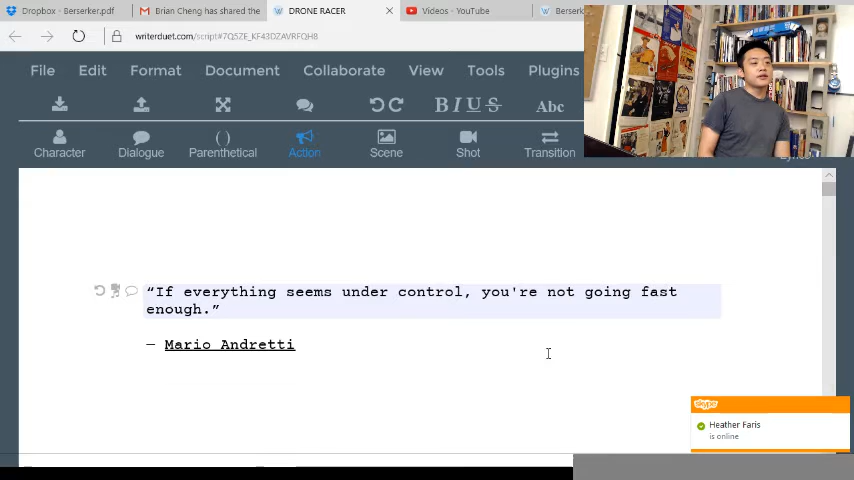 Dropbox - Berserker.pdf
Brian Cheng has shared the
DRONE RACER
Videos - YouTube
Berserk
writerduet.com/script#7Q5ZE_KF43DZAVRFQH8
File Edit Format Document Collaborate View Tools Plugins
B I U S Abc
Character Dialogue Parenthetical Action Scene Shot Transition
“If everything seems under control, you're not going fast
enough.”
— Mario Andretti
skype
Heather Faris
is online